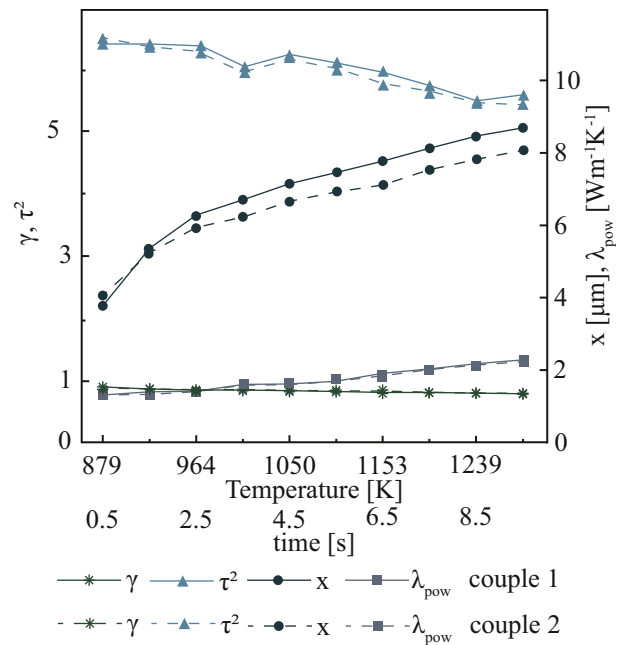 γ, τ²
5
3
1
0
10
8
6
4
2
0
x [μm], λpow [Wm⁻¹K⁻¹]
879 964 1050 1153 1239
Temperature [K]
0.5 2.5 4.5 6.5 8.5
time [s]
γ τ² x λpow couple 1
γ τ² x λpow couple 2